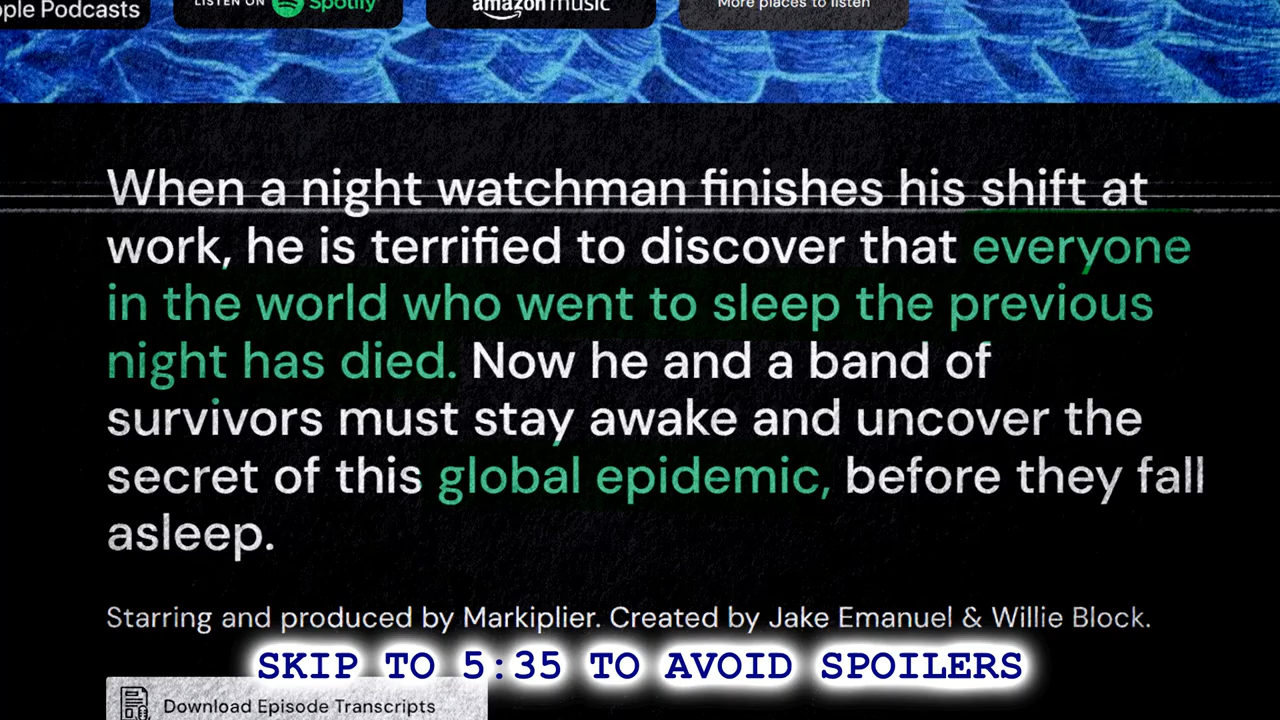 Apple Podcasts
LISTEN ON Spotify
amazon music
More places to listen
When a night watchman finishes his shift at
work, he is terrified to discover that everyone
in the world who went to sleep the previous
night has died. Now he and a band of
survivors must stay awake and uncover the
secret of this global epidemic, before they fall
asleep.
Starring and produced by Markiplier. Created by Jake Emanuel & Willie Block.
SKIP TO 5:35 TO AVOID SPOILERS
Download Episode Transcripts